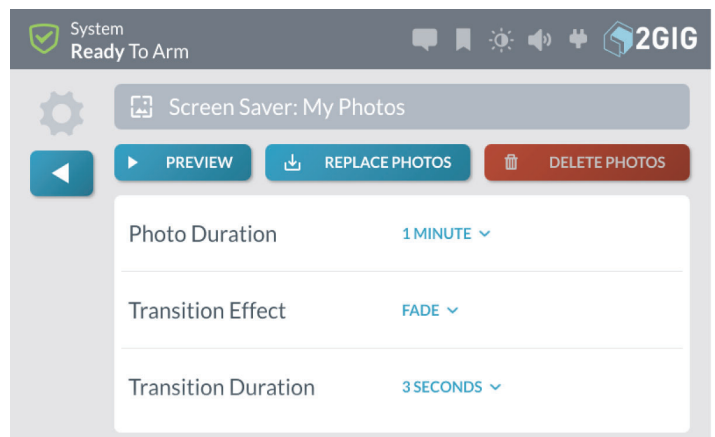 System
Ready To Arm
2GIG
Screen Saver: My Photos
PREVIEW
REPLACE PHOTOS
DELETE PHOTOS
Photo Duration
1 MINUTE
Transition Effect
FADE
Transition Duration
3 SECONDS